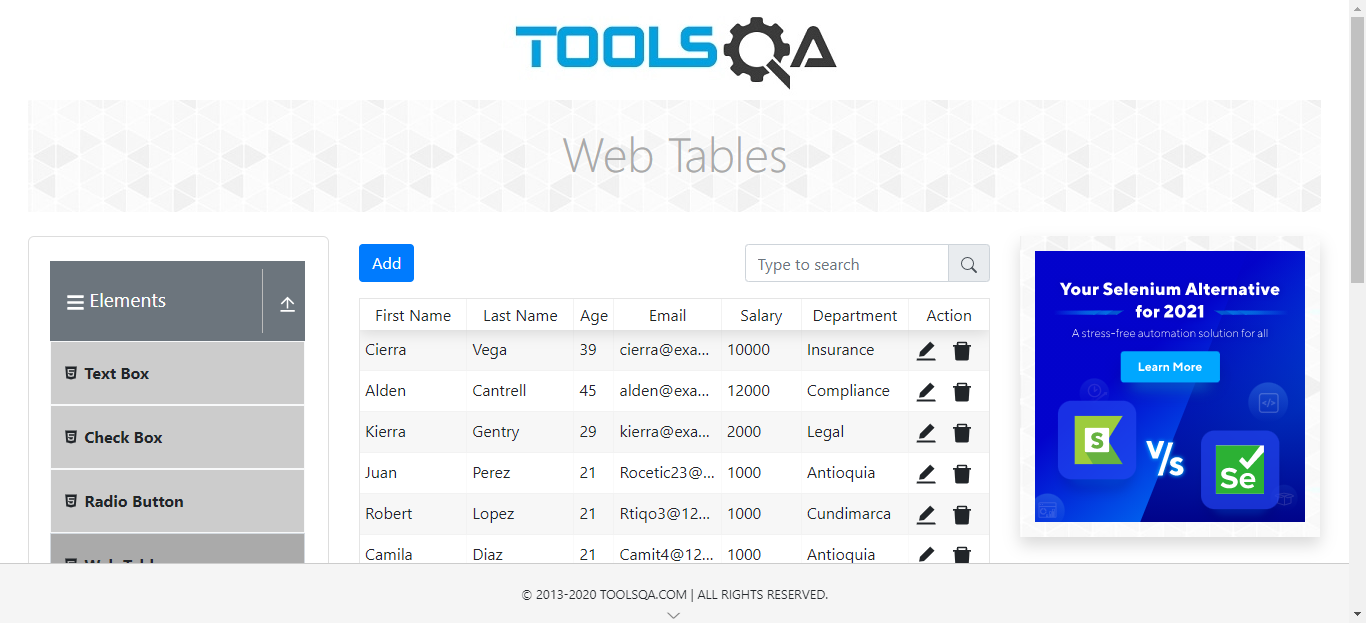 TOOLSQA
Web Tables
Elements
Text Box
Check Box
Radio Button
Add
Type to search
First Name Last Name Age Email Salary Department Action
Cierra Vega 39 cierra@exa... 10000 Insurance
Alden Cantrell 45 alden@exa... 12000 Compliance
Kierra Gentry 29 kierra@exa... 2000 Legal
Juan Perez 21 Rocetic23@... 1000 Antioquia
Robert Lopez 21 Rtiqo3@12... 1000 Cundimarca
Camila Diaz 21 Camit4@12... 1000 Antioquia
Your Selenium Alternative
for 2021
A stress-free automation solution for all
Learn More
S
V/s
Se
© 2013-2020 TOOLSQA.COM | ALL RIGHTS RESERVED.